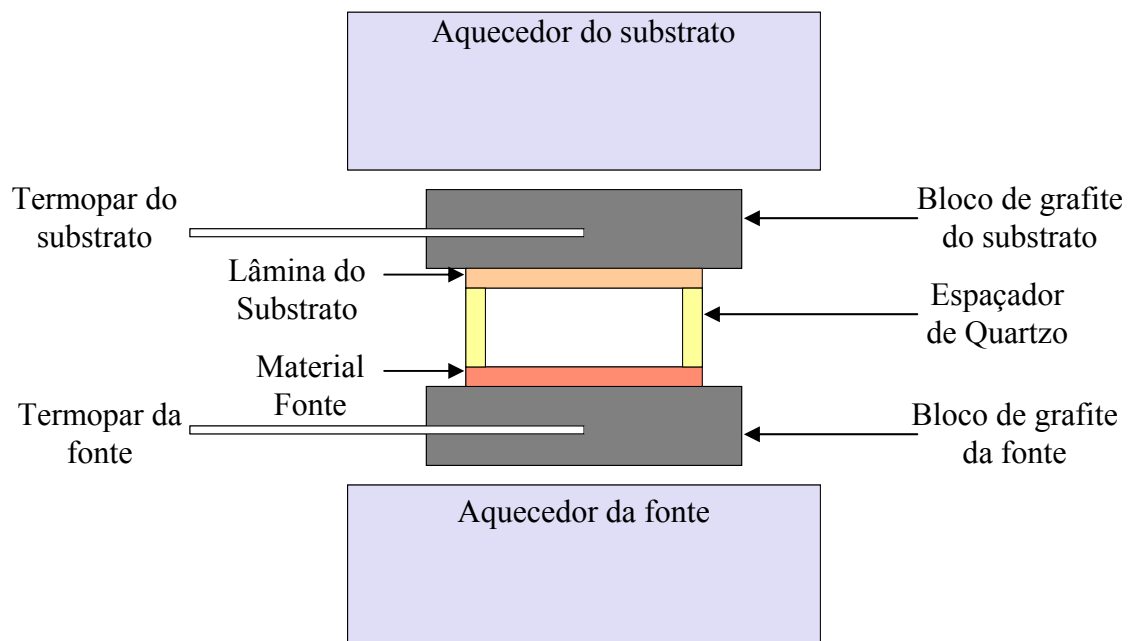 Aquecedor do substrato
Termopar do
substrato
Bloco de grafite
do substrato
Lâmina do
Substrato
Espaçador
de Quartzo
Material
Fonte
Termopar da
fonte
Bloco de grafite
da fonte
Aquecedor da fonte